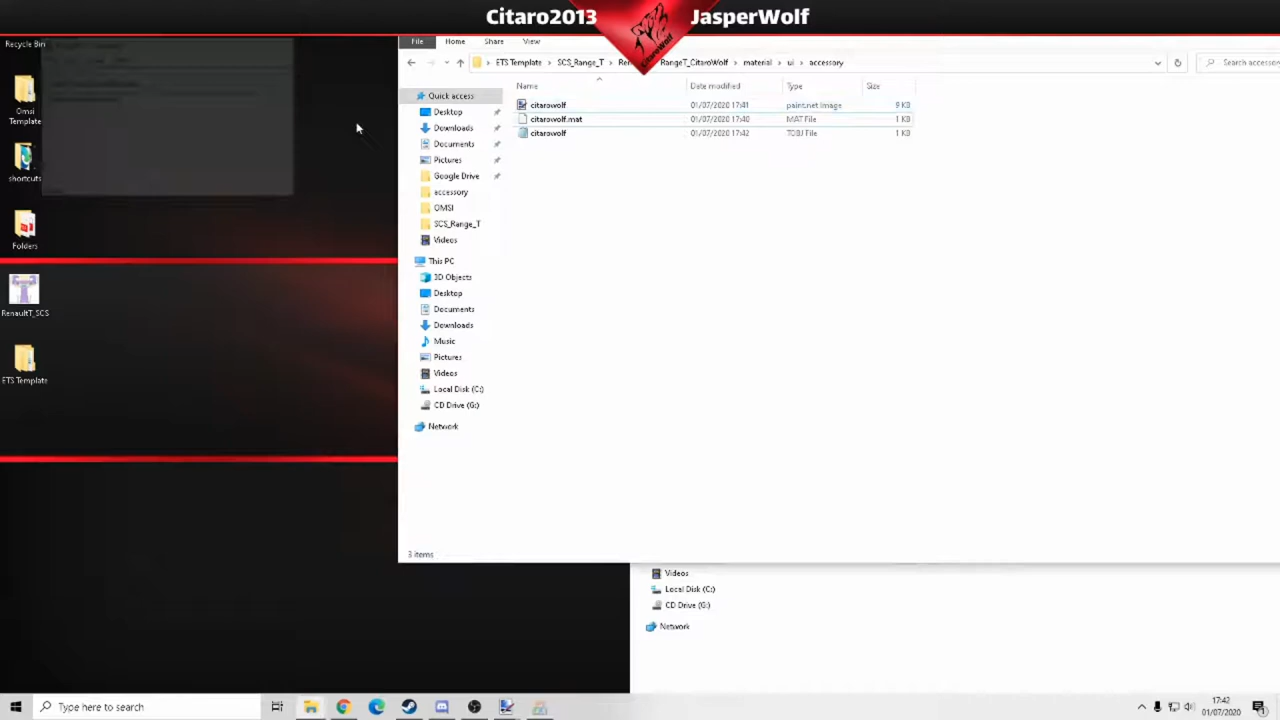 Citaro2013 JasperWolf
CitaroWolf
Recycle Bin
Omsi
Template
shortcuts
Folders
RenaultT_SCS
ETS Template
File Home Share View
ETS Template SCS_Range_T RangeT_CitaroWolf material ui accessory
Search accessory
Name Date modified Type Size
citarowolf 01/07/2020 17:41 paint.net Image 9 KB
citarowolf.mat 01/07/2020 17:40 MAT File 1 KB
citarowolf 01/07/2020 17:42 TOBJ File 1 KB
Quick access
Desktop
Downloads
Documents
Pictures
Google Drive
accessory
OMSI
SCS_Range_T
Videos
This PC
3D Objects
Desktop
Documents
Downloads
Music
Pictures
Videos
Local Disk (C:)
CD Drive (G:)
Network
3 items
Videos
Local Disk (C:)
CD Drive (G:)
Network
Type here to search
17:42
01/07/2020